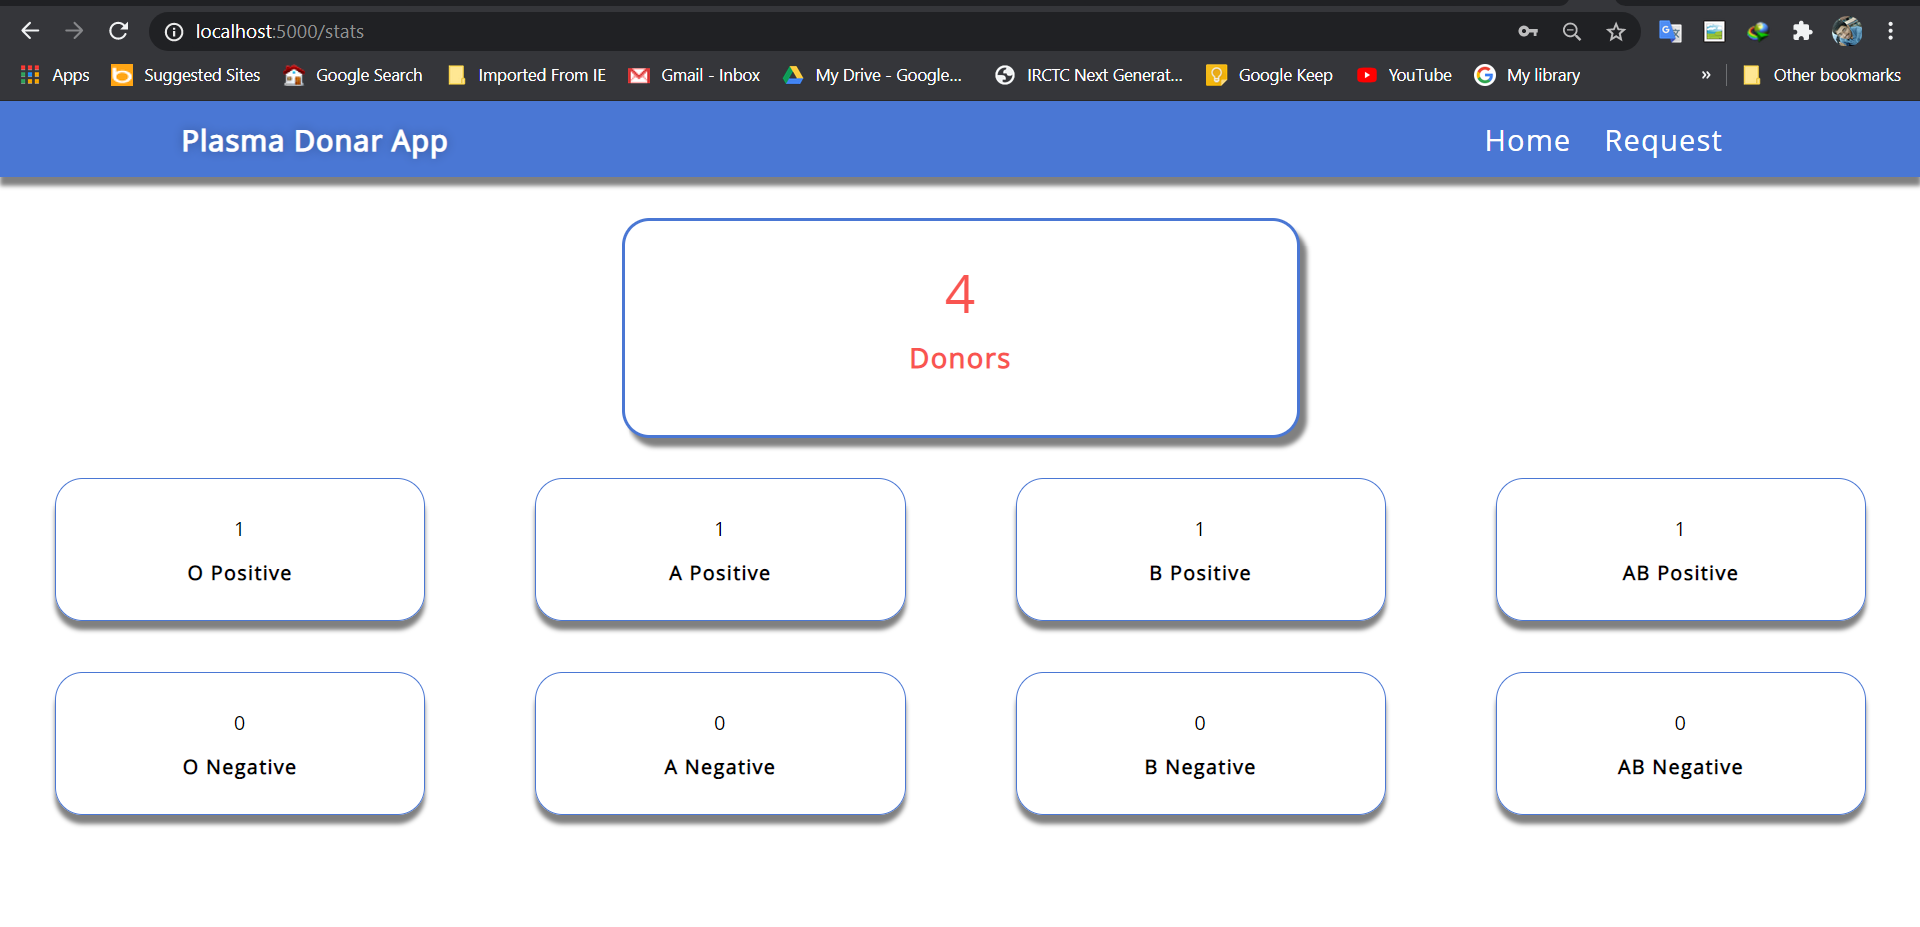 localhost:5000/stats
Apps Suggested Sites Google Search Imported From IE Gmail - Inbox My Drive - Google... IRCTC Next Generat... Google Keep YouTube My library » Other bookmarks
Plasma Donar App Home Request
4
Donors
1 1 1 1
O Positive A Positive B Positive AB Positive
0 0 0 0
O Negative A Negative B Negative AB Negative